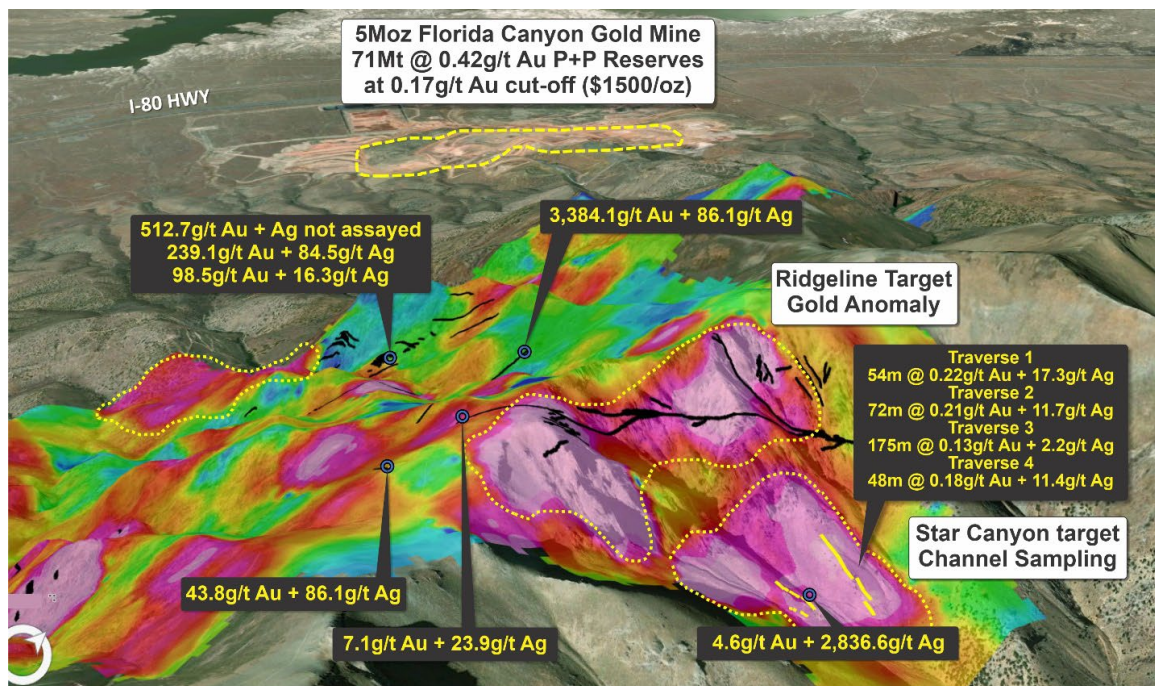 5Moz Florida Canyon Gold Mine
71Mt @ 0.42g/t Au P+P Reserves
at 0.17g/t Au cut-off ($1500/oz)
I-80 HWY
512.7g/t Au + Ag not assayed
239.1g/t Au + 84.5g/t Ag
98.5g/t Au + 16.3g/t Ag
3,384.1g/t Au + 86.1g/t Ag
Ridgeline Target
Gold Anomaly
Traverse 1
54m @ 0.22g/t Au + 17.3g/t Ag
Traverse 2
72m @ 0.21g/t Au + 11.7g/t Ag
Traverse 3
175m @ 0.13g/t Au + 2.2g/t Ag
Traverse 4
48m @ 0.18g/t Au + 11.4g/t Ag
Star Canyon target
Channel Sampling
43.8g/t Au + 86.1g/t Ag
7.1g/t Au + 23.9g/t Ag
4.6g/t Au + 2,836.6g/t Ag